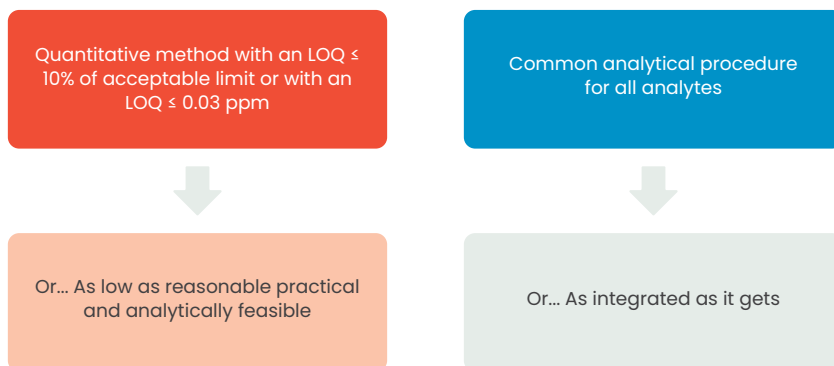 Quantitative method with an LOQ ≤
10% of acceptable limit or with an
LOQ ≤ 0.03 ppm
Common analytical procedure
for all analytes
Or... As low as reasonable practical
and analytically feasible
Or... As integrated as it gets